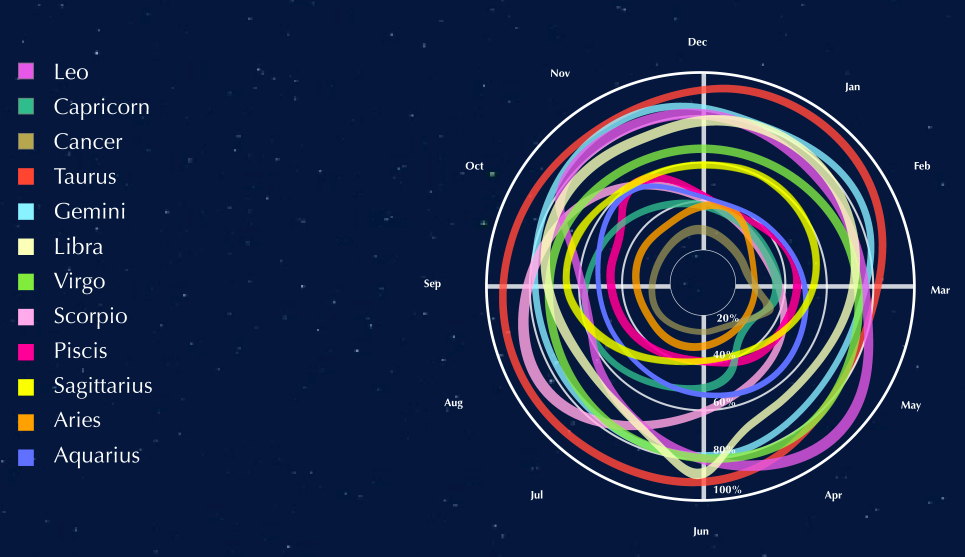 Leo
Capricorn
Cancer
Taurus
Gemini
Libra
Virgo
Scorpio
Piscis
Sagittarius
Aries
Aquarius
Dec
Jan
Feb
Mar
May
Apr
Jun
Jul
Aug
Sep
Oct
Nov
20%
40%
60%
80%
100%